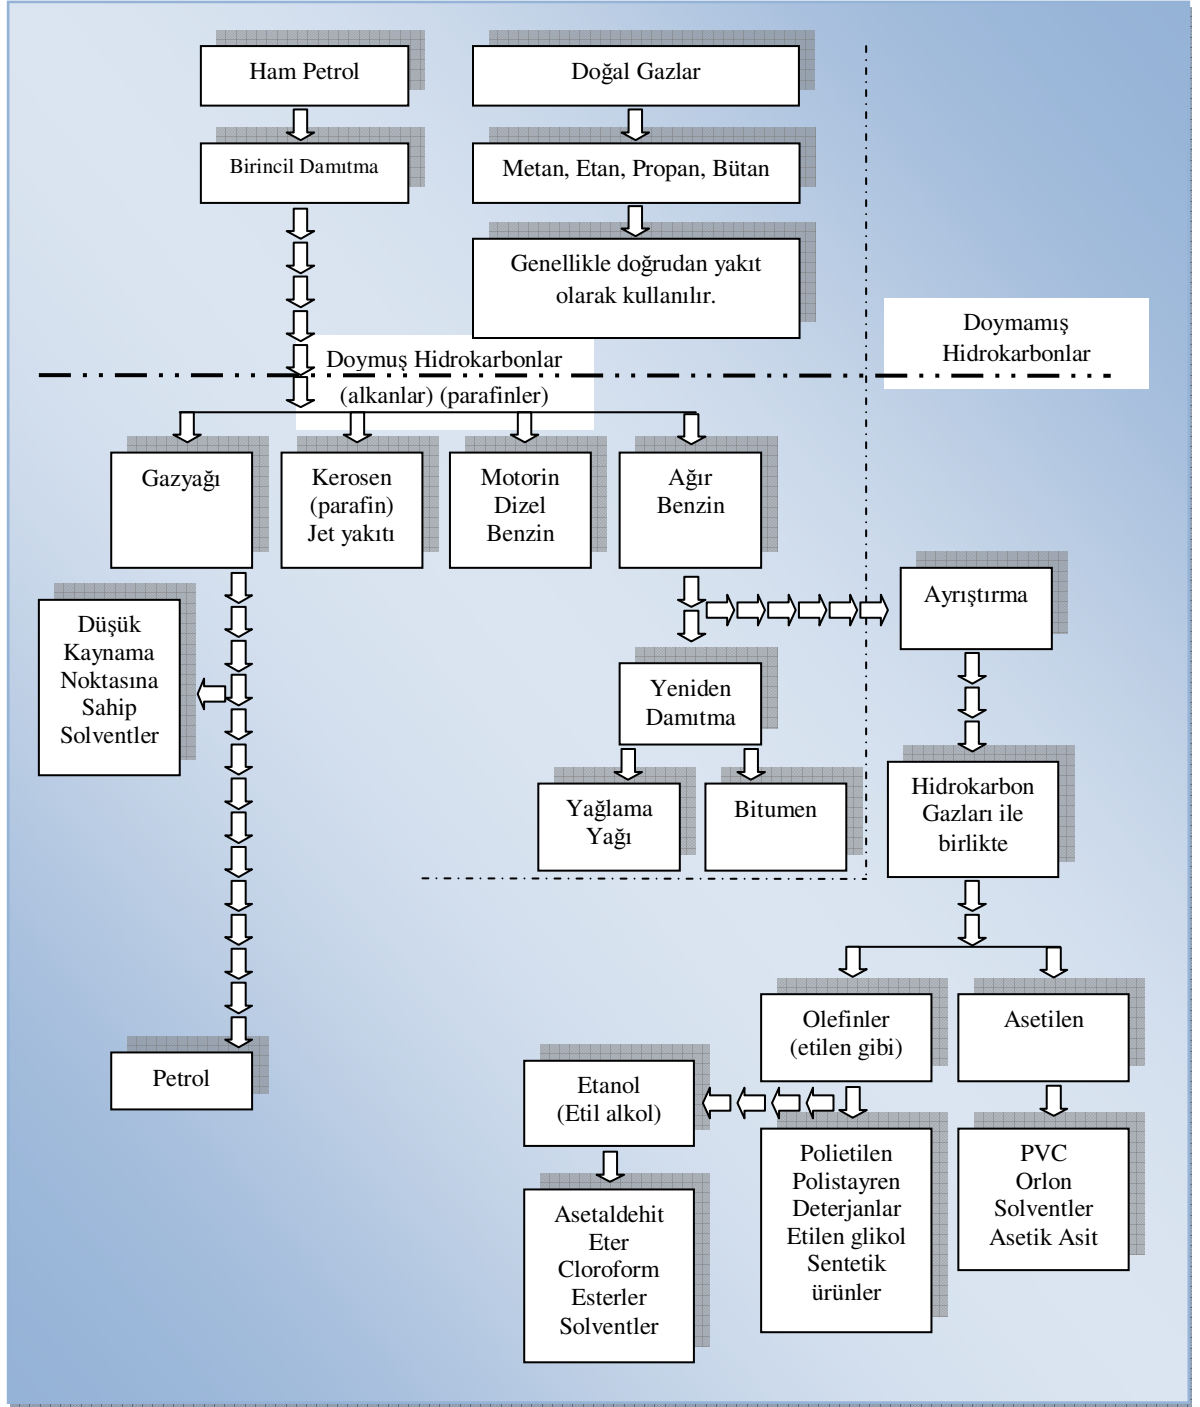 Ham Petrol
Doğal Gazlar
Birincil Damıtma
Metan, Etan, Propan, Bütan
Genellikle doğrudan yakıt
olarak kullanılır.
Doymamış
Hidrokarbonlar
Doymuş Hidrokarbonlar
(alkanlar) (parafinler)
Gazyağı
Kerosen
(parafin)
Jet yakıtı
Motorin
Dizel
Benzin
Ağır
Benzin
Ayrıştırma
Düşük
Kaynama
Noktasına
Sahip
Solventler
Yeniden
Damıtma
Yağlama
Yağı
Bitumen
Hidrokarbon
Gazları ile
birlikte
Olefinler
(etilen gibi)
Asetilen
Petrol
Etanol
(Etil alkol)
Polietilen
Polistayren
Deterjanlar
Etilen glikol
Sentetik
ürünler
PVC
Orlon
Solventler
Asetik Asit
Asetaldehit
Eter
Cloroform
Esterler
Solventler